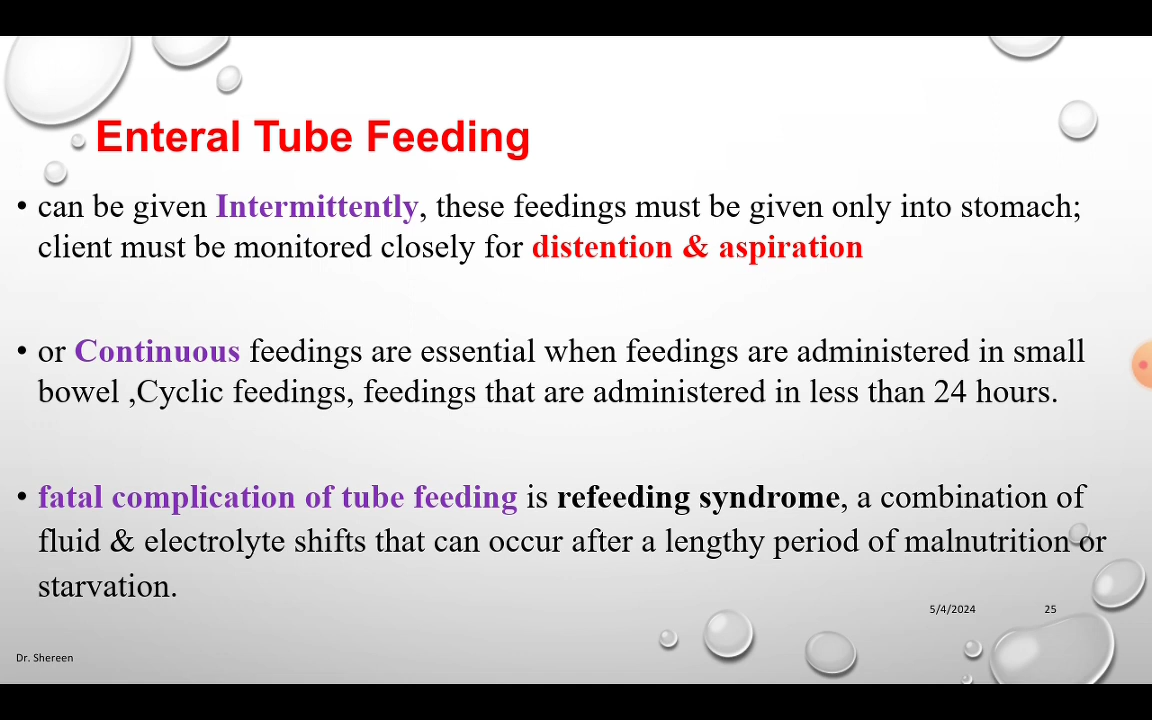 Enteral Tube Feeding
• can be given Intermittently, these feedings must be given only into stomach;
client must be monitored closely for distention & aspiration
• or Continuous feedings are essential when feedings are administered in small
bowel ,Cyclic feedings, feedings that are administered in less than 24 hours.
• fatal complication of tube feeding is refeeding syndrome, a combination of
fluid & electrolyte shifts that can occur after a lengthy period of malnutrition or
starvation.
5/4/2024 25
Dr. Shereen